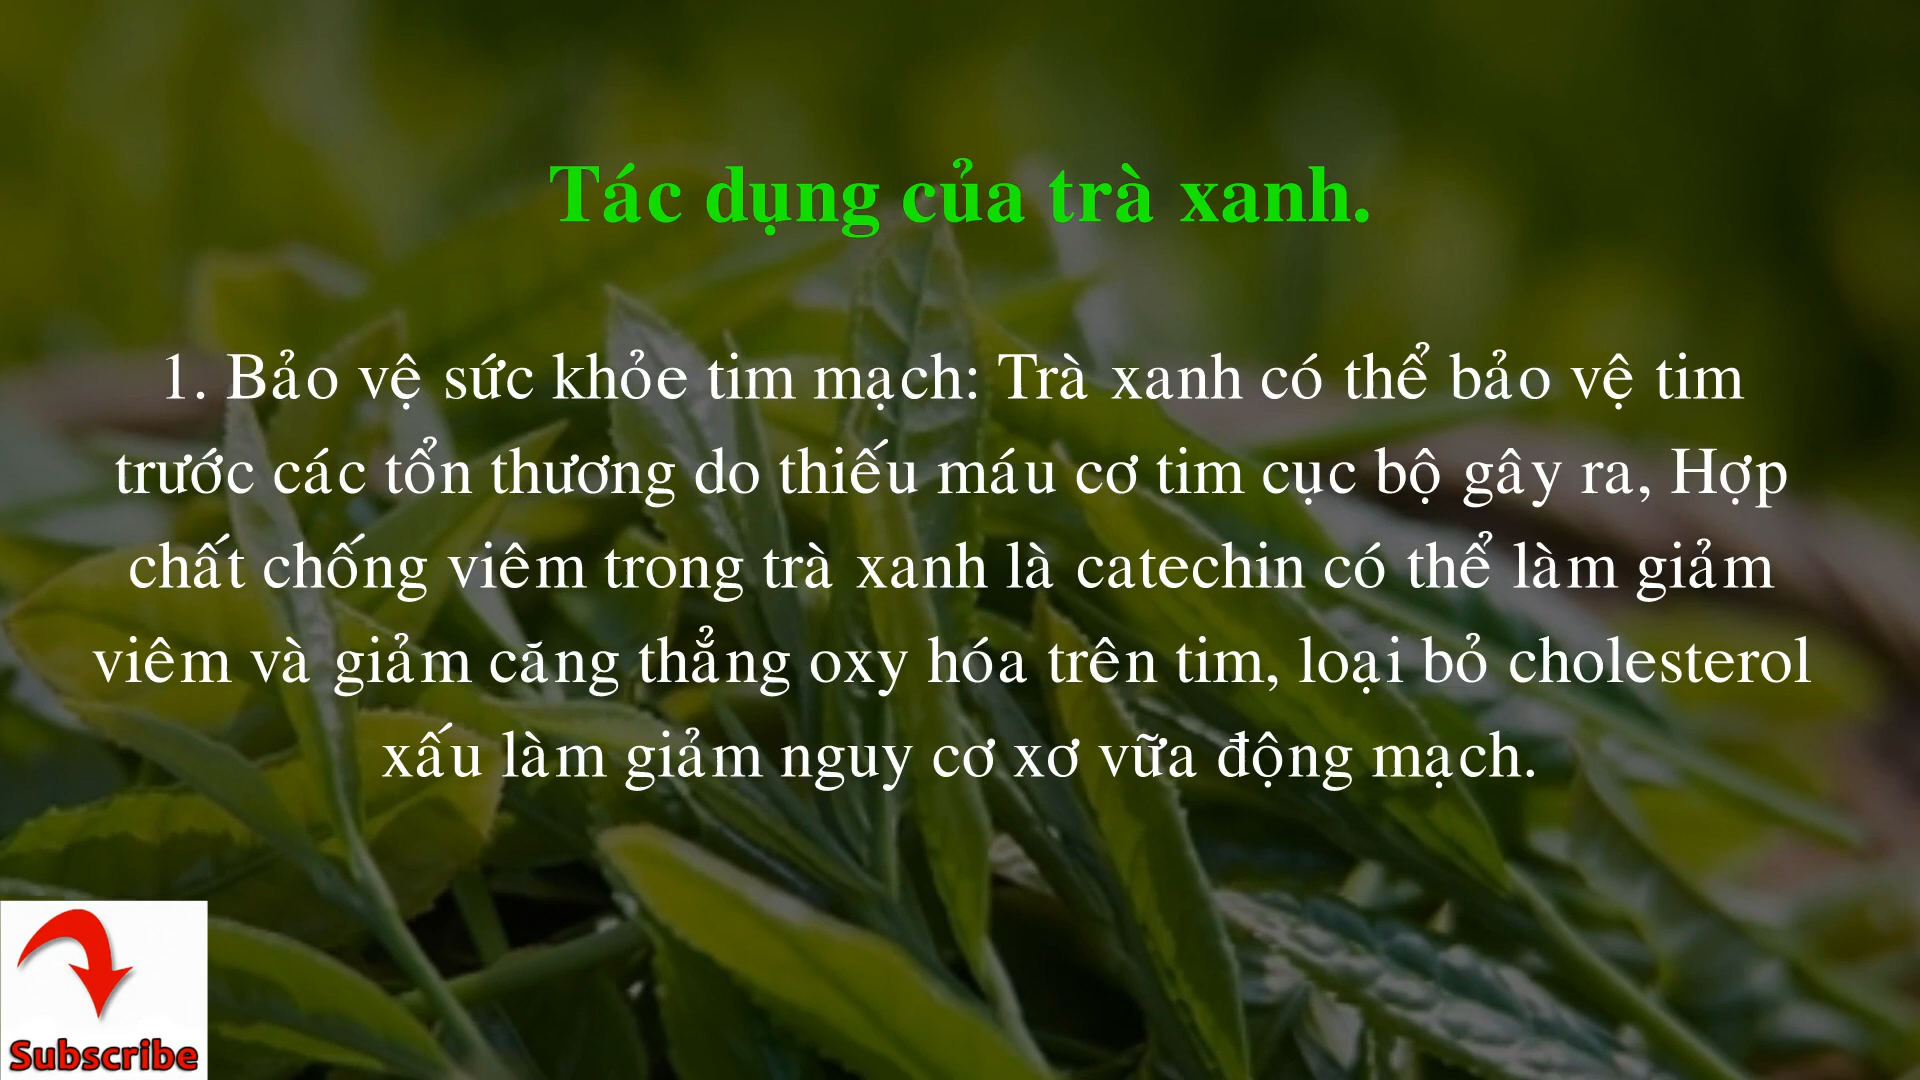 Tác dụng của trà xanh.
1. Bảo vệ sức khỏe tim mạch: Trà xanh có thể bảo vệ tim
trước các tổn thương do thiếu máu cơ tim cục bộ gây ra, Hợp
chất chống viêm trong trà xanh là catechin có thể làm giảm
viêm và giảm căng thẳng oxy hóa trên tim, loại bỏ cholesterol
xấu làm giảm nguy cơ xơ vữa động mạch.
Subscribe